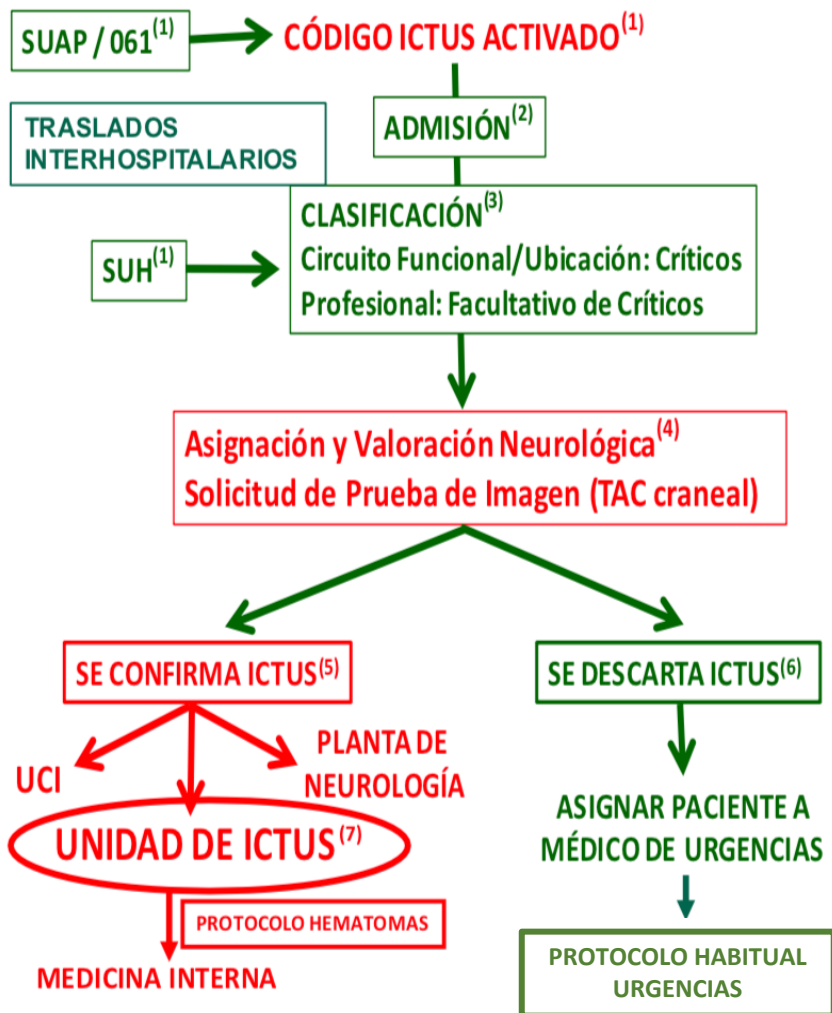 SUAP / 061(1)
CÓDIGO ICTUS ACTIVADO(1)
ADMISIÓN(2)
TRASLADOS
INTERHOSPITALARIOS
CLASIFICACIÓN(3)
Circuito Funcional/Ubicación: Críticos
Profesional: Facultativo de Críticos
SUH(1)
Asignación y Valoración Neurológica(4)
Solicitud de Prueba de Imagen (TAC craneal)
SE CONFIRMA ICTUS(5)
SE DESCARTA ICTUS(6)
UCI
PLANTA DE
NEUROLOGÍA
UNIDAD DE ICTUS(7)
ASIGNAR PACIENTE A
MÉDICO DE URGENCIAS
PROTOCOLO HEMATOMAS
MEDICINA INTERNA
PROTOCOLO HABITUAL
URGENCIAS